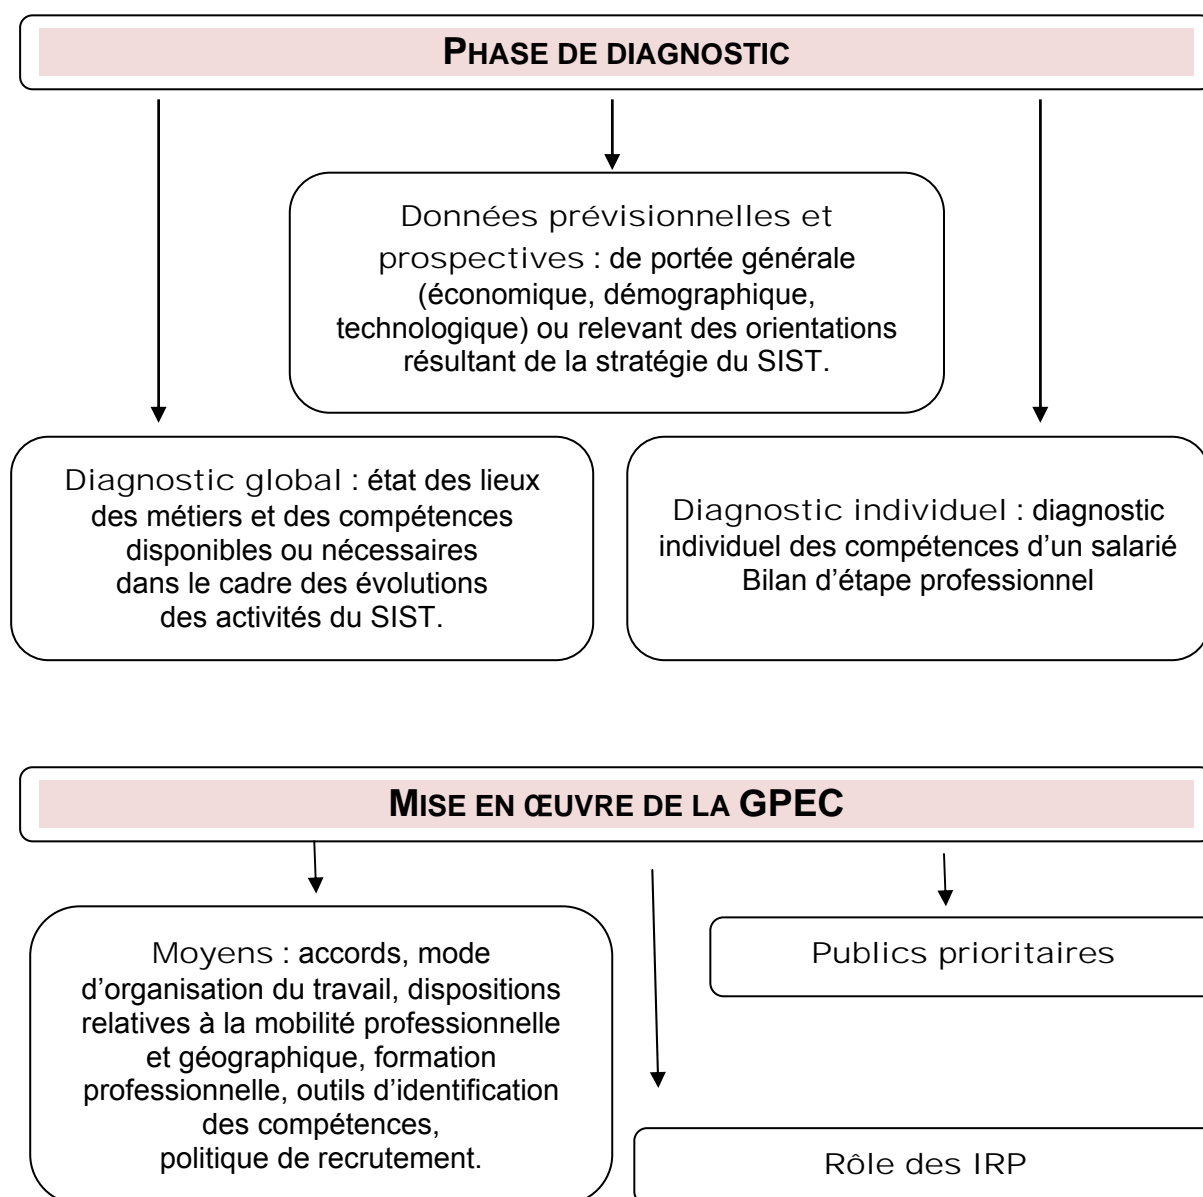 PHASE DE DIAGNOSTIC
Données prévisionnelles et
prospectives : de portée générale
(économique, démographique,
technologique) ou relevant des orientations
résultant de la stratégie du SIST.
Diagnostic global : état des lieux
des métiers et des compétences
disponibles ou nécessaires
dans le cadre des évolutions
des activités du SIST.
Diagnostic individuel : diagnostic
individuel des compétences d’un salarié
Bilan d’étape professionnel
MISE EN ŒUVRE DE LA GPEC
Moyens : accords, mode
d’organisation du travail, dispositions
relatives à la mobilité professionnelle
et géographique, formation
professionnelle, outils d’identification
des compétences,
politique de recrutement.
Publics prioritaires
Rôle des IRP